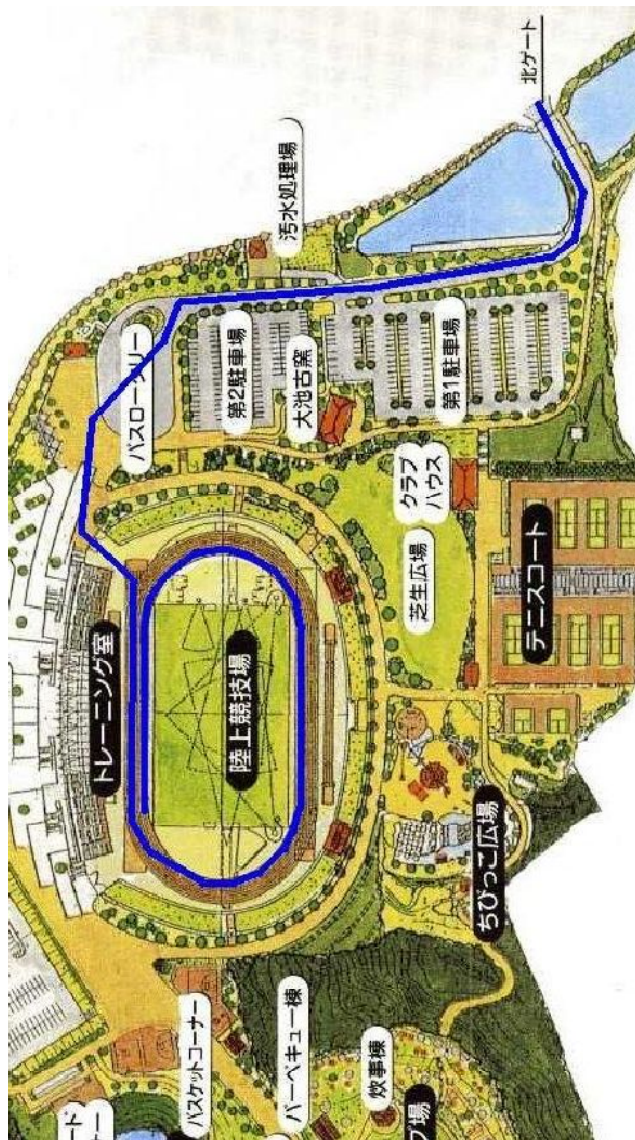 北ゲート
汚水処理場
バスロータリー
第2駐車場
大池古窯
第1駐車場
クラブ
ハウス
芝生広場
テニスコート
トレーニング室
陸上競技場
ちびっこ広場
バスケットコーナー
バーベキュー棟
炊事棟